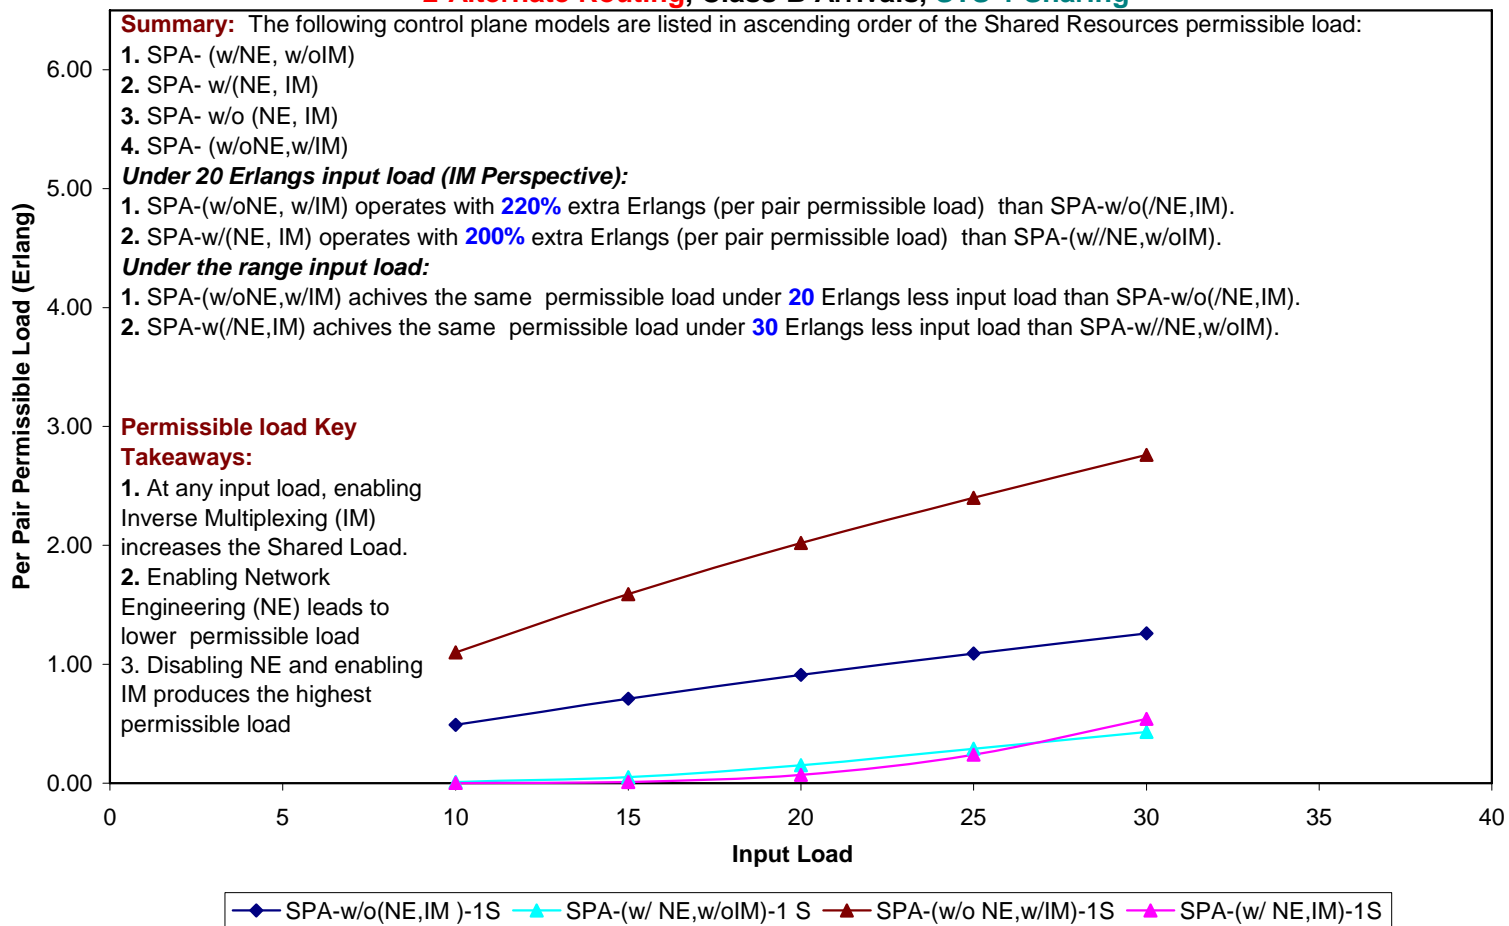 2 Alternate Routing, Class B Arrivals, STS-1 Sharing
Summary: The following control plane models are listed in ascending order of the Shared Resources permissible load:
1. SPA- (w/NE, w/oIM)
2. SPA- w/(NE, IM)
3. SPA- w/o (NE, IM)
4. SPA- (w/oNE,w/IM)
Under 20 Erlangs input load (IM Perspective):
1. SPA-(w/oNE, w/IM) operates with 220% extra Erlangs (per pair permissible load) than SPA-w/o(/NE,IM).
2. SPA-w/(NE, IM) operates with 200% extra Erlangs (per pair permissible load) than SPA-(w//NE,w/oIM).
Under the range input load:
1. SPA-(w/oNE,w/IM) achives the same permissible load under 20 Erlangs less input load than SPA-w/o(/NE,IM).
2. SPA-w(/NE,IM) achives the same permissible load under 30 Erlangs less input load than SPA-w//NE,w/oIM).
Permissible load Key
Takeaways:
1. At any input load, enabling
Inverse Multiplexing (IM)
increases the Shared Load.
2. Enabling Network
Engineering (NE) leads to
lower permissible load
3. Disabling NE and enabling
IM produces the highest
permissible load
Per Pair Permissible Load (Erlang)
6.00
5.00
4.00
3.00
2.00
1.00
0.00
0 5 10 15 20 25 30 35 40
Input Load
SPA-w/o(NE,IM )-1S SPA-(w/ NE,w/oIM)-1 S SPA-(w/o NE,w/IM)-1S SPA-(w/ NE,IM)-1S